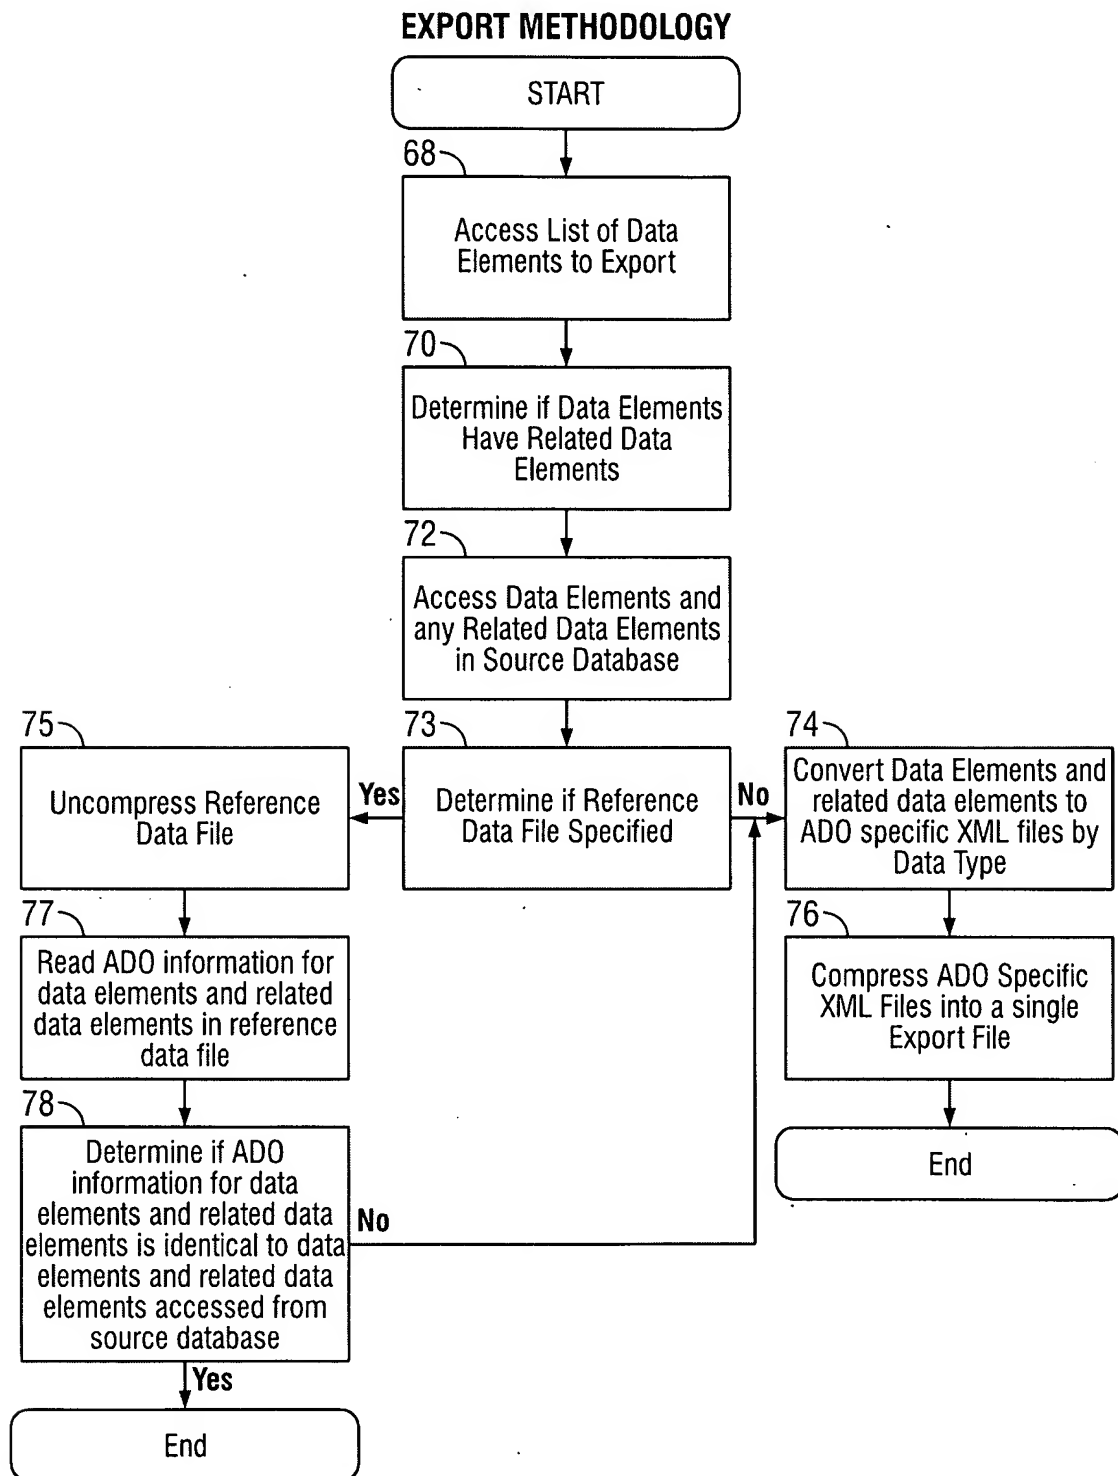 EXPORT METHODOLOGY
START
68
Access List of Data
Elements to Export
70
Determine if Data Elements
Have Related Data
Elements
72
Access Data Elements and
any Related Data Elements
in Source Database
75
Uncompress Reference
Data File
Yes
73
Determine if Reference
Data File Specified
No
74
Convert Data Elements and
related data elements to
ADO specific XML files by
Data Type
77
Read ADO information for
data elements and related
data elements in reference
data file
76
Compress ADO Specific
XML Files into a single
Export File
78
Determine if ADO
information for data
elements and related data
elements is identical to data
elements and related data
elements accessed from
source database
No
End
Yes
End